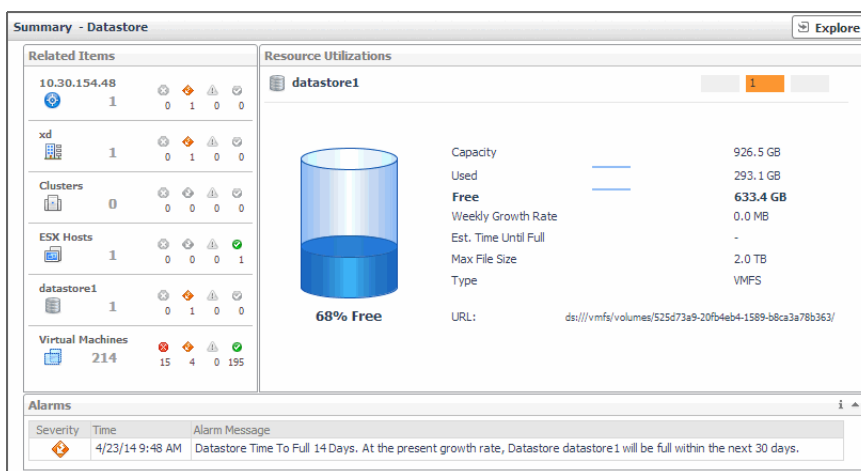 Summary - Datastore
Explore
Related Items
10.30.154.48
1
0 1 0 0
xd
1
0 1 0 0
Clusters
0
0 0 0 0
ESX Hosts
1
0 0 0 1
datastore1
1
0 1 0 0
Virtual Machines
214
15 4 0 195
Resource Utilizations
datastore1
1
68% Free
Capacity 926.5 GB
Used 293.1 GB
Free 633.4 GB
Weekly Growth Rate 0.0 MB
Est. Time Until Full -
Max File Size 2.0 TB
Type VMFS
URL: ds:///vmfs/volumes/525d73a9-20fb4eb4-1589-b8ca3a78b363/
Alarms
Severity Time Alarm Message
4/23/14 9:48 AM Datastore Time To Full 14 Days. At the present growth rate, Datastore datastore1 will be full within the next 30 days.